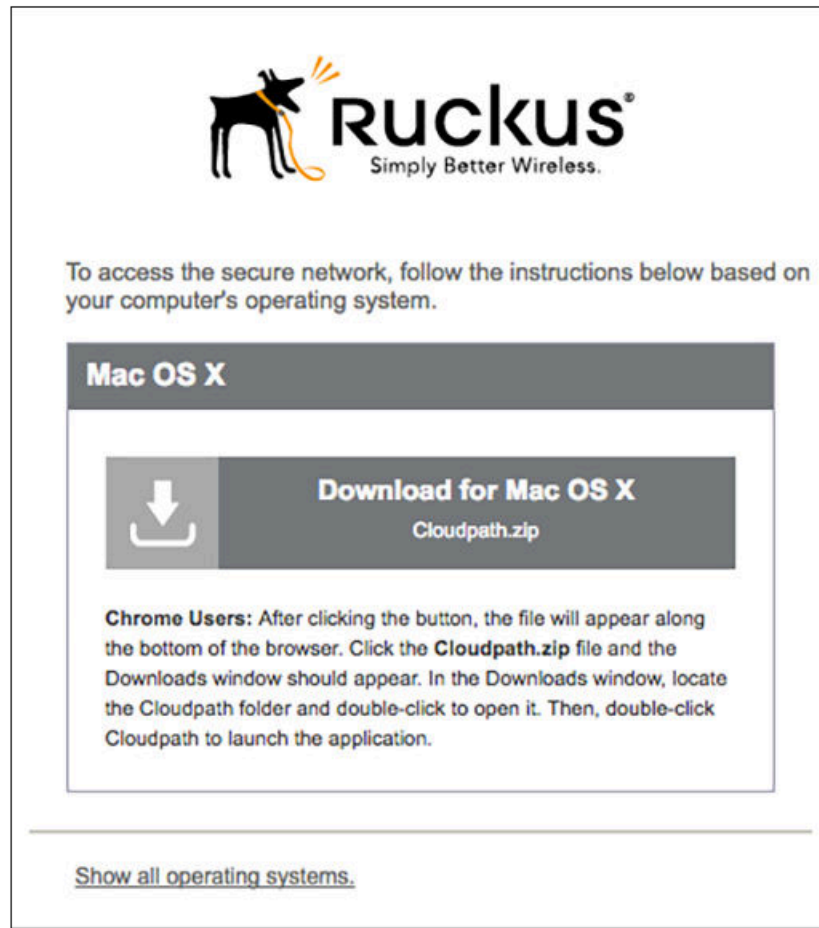 RUCKUS®
Simply Better Wireless.
To access the secure network, follow the instructions below based on
your computer's operating system.
Mac OS X
Download for Mac OS X
Cloudpath.zip
Chrome Users: After clicking the button, the file will appear along
the bottom of the browser. Click the Cloudpath.zip file and the
Downloads window should appear. In the Downloads window, locate
the Cloudpath folder and double-click to open it. Then, double-click
Cloudpath to launch the application.
Show all operating systems.